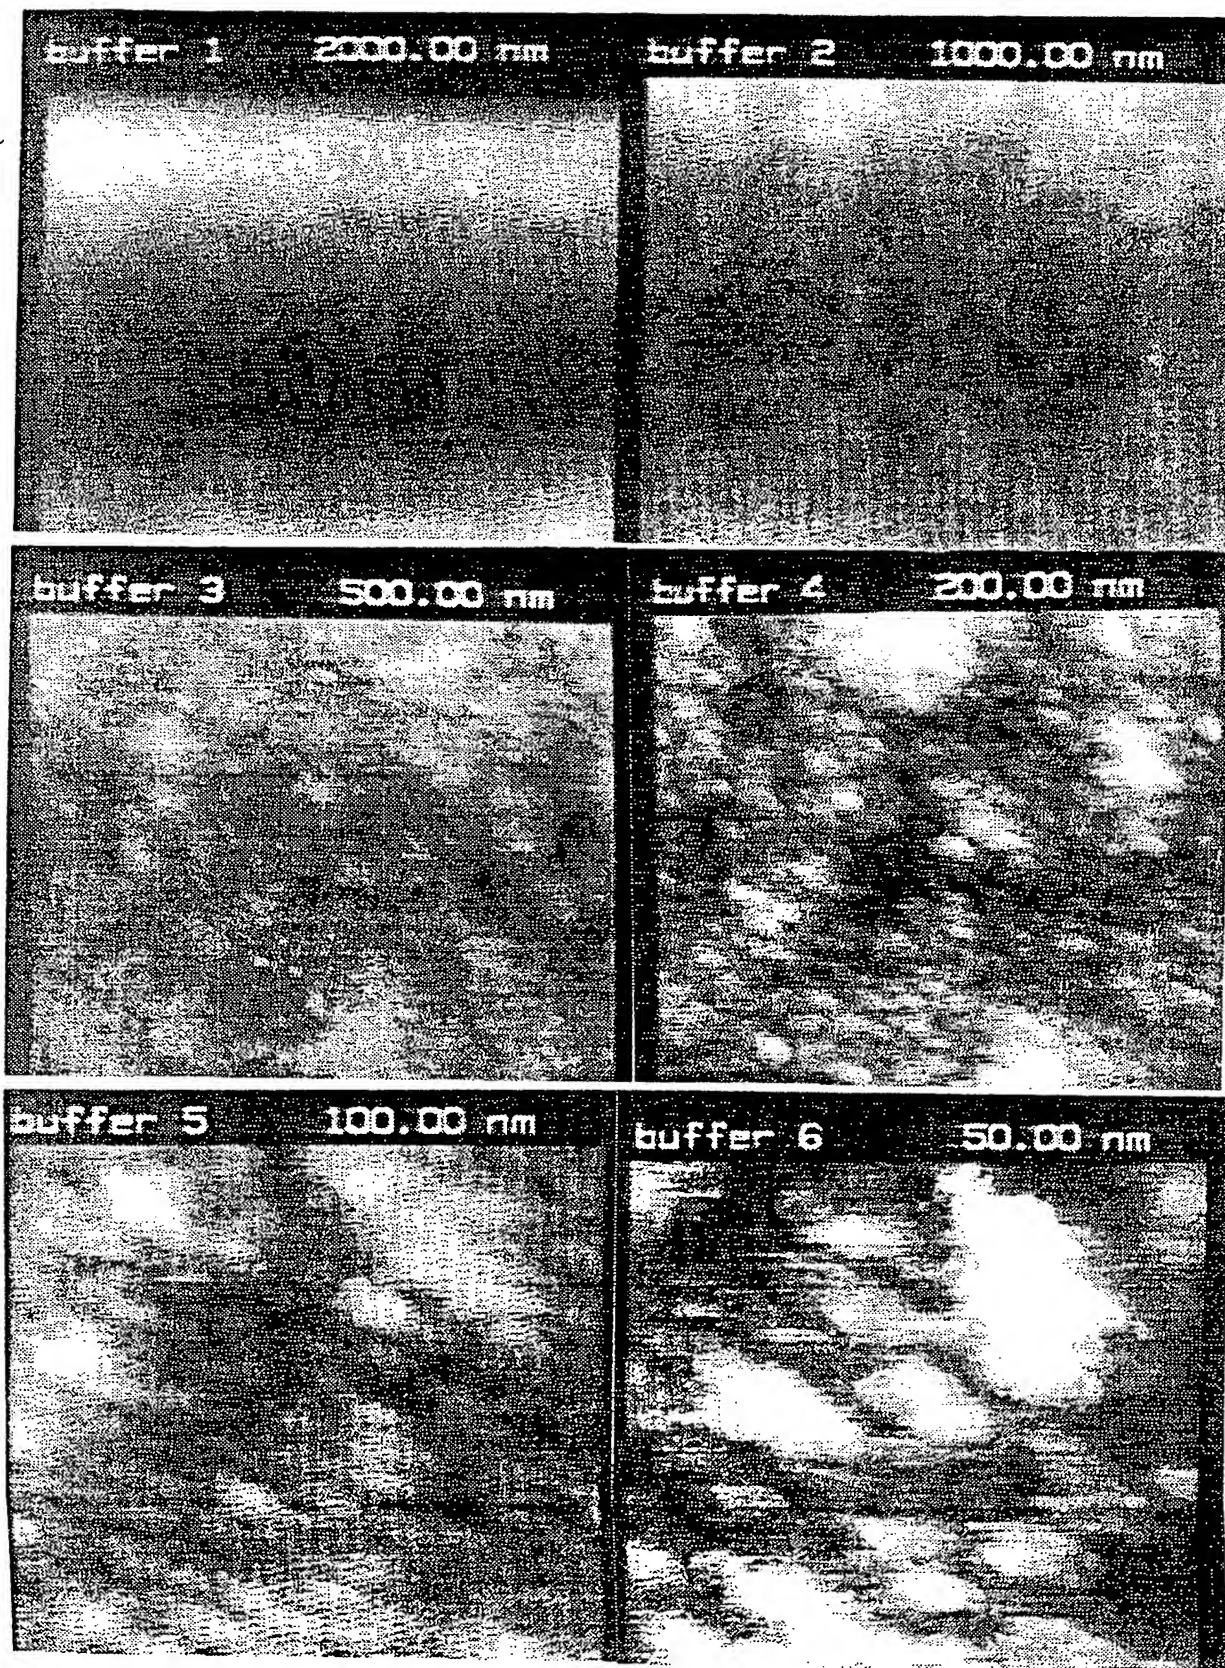 buffer 1 2000.00 nm
buffer 2 1000.00 nm
buffer 3 500.00 nm
buffer 4 200.00 nm
buffer 5 100.00 nm
buffer 6 50.00 nm